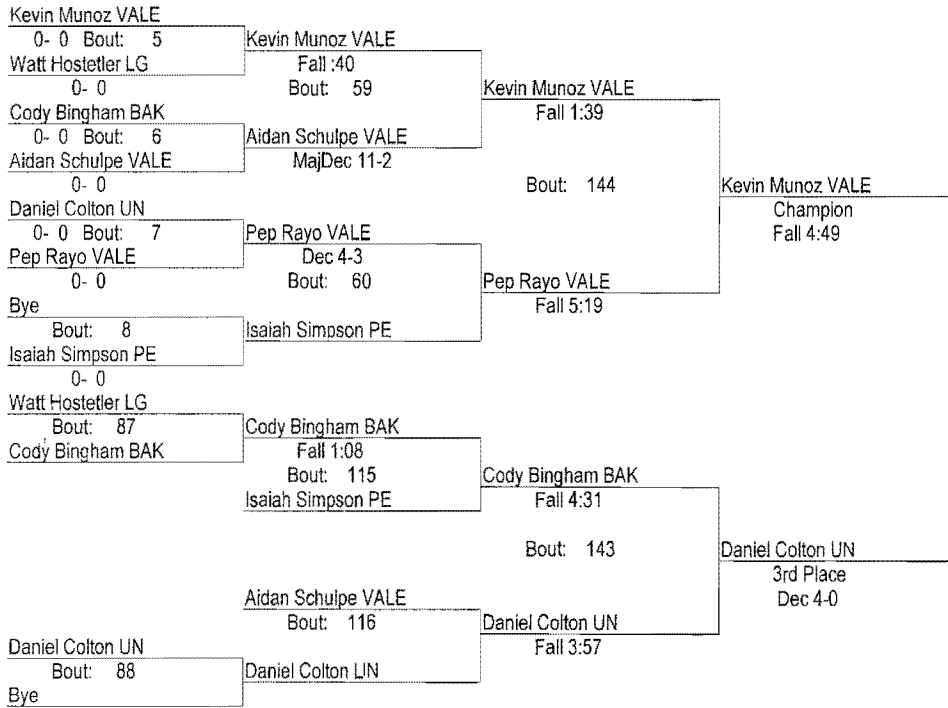 Kevin Munoz VALE
0- 0 Bout: 5
Kevin Munoz VALE
Watt Hostetler LG
Fall :40
0- 0
Bout: 59
Kevin Munoz VALE
Cody Bingham BAK
Fall 1:39
0- 0 Bout: 6
Aidan Schulpe VALE
Aidan Schulpe VALE
MajDec 11-2
0- 0
Bout: 144
Kevin Munoz VALE
Daniel Colton UN
Champion
0- 0 Bout: 7
Pep Rayo VALE
Fall 4:49
Pep Rayo VALE
Dec 4-3
0- 0
Bout: 60
Pep Rayo VALE
Bye
Fall 5:19
Bout: 8
Isaiah Simpson PE
Isaiah Simpson PE
0- 0
Watt Hostetler LG
Bout: 87
Cody Bingham BAK
Cody Bingham BAK
Fall 1:08
Bout: 115
Cody Bingham BAK
Isaiah Simpson PE
Fall 4:31
Bout: 143
Daniel Colton UN
3rd Place
Aidan Schulpe VALE
Dec 4-0
Bout: 116
Daniel Colton UN
Daniel Colton UN
Fall 3:57
Bout: 88
Daniel Colton UN
Bye